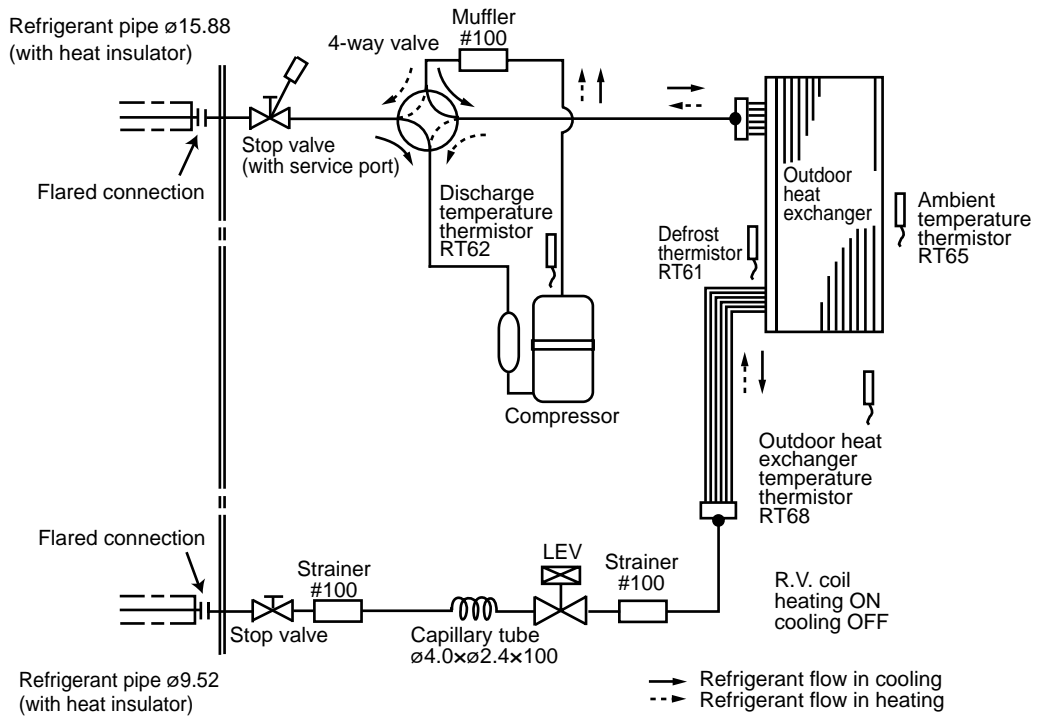 Refrigerant pipe ø15.88
(with heat insulator)
4-way valve
Muffler
#100
Stop valve
(with service port)
Flared connection
Discharge
temperature
thermistor
RT62
Outdoor
heat
exchanger
Defrost
thermistor
RT61
Ambient
temperature
thermistor
RT65
Compressor
Outdoor heat
exchanger
temperature
thermistor
RT68
Flared connection
Strainer
#100
LEV
Strainer
#100
R.V. coil
heating ON
cooling OFF
Stop valve
Capillary tube
ø4.0×ø2.4×100
Refrigerant pipe ø9.52
(with heat insulator)
Refrigerant flow in cooling
Refrigerant flow in heating